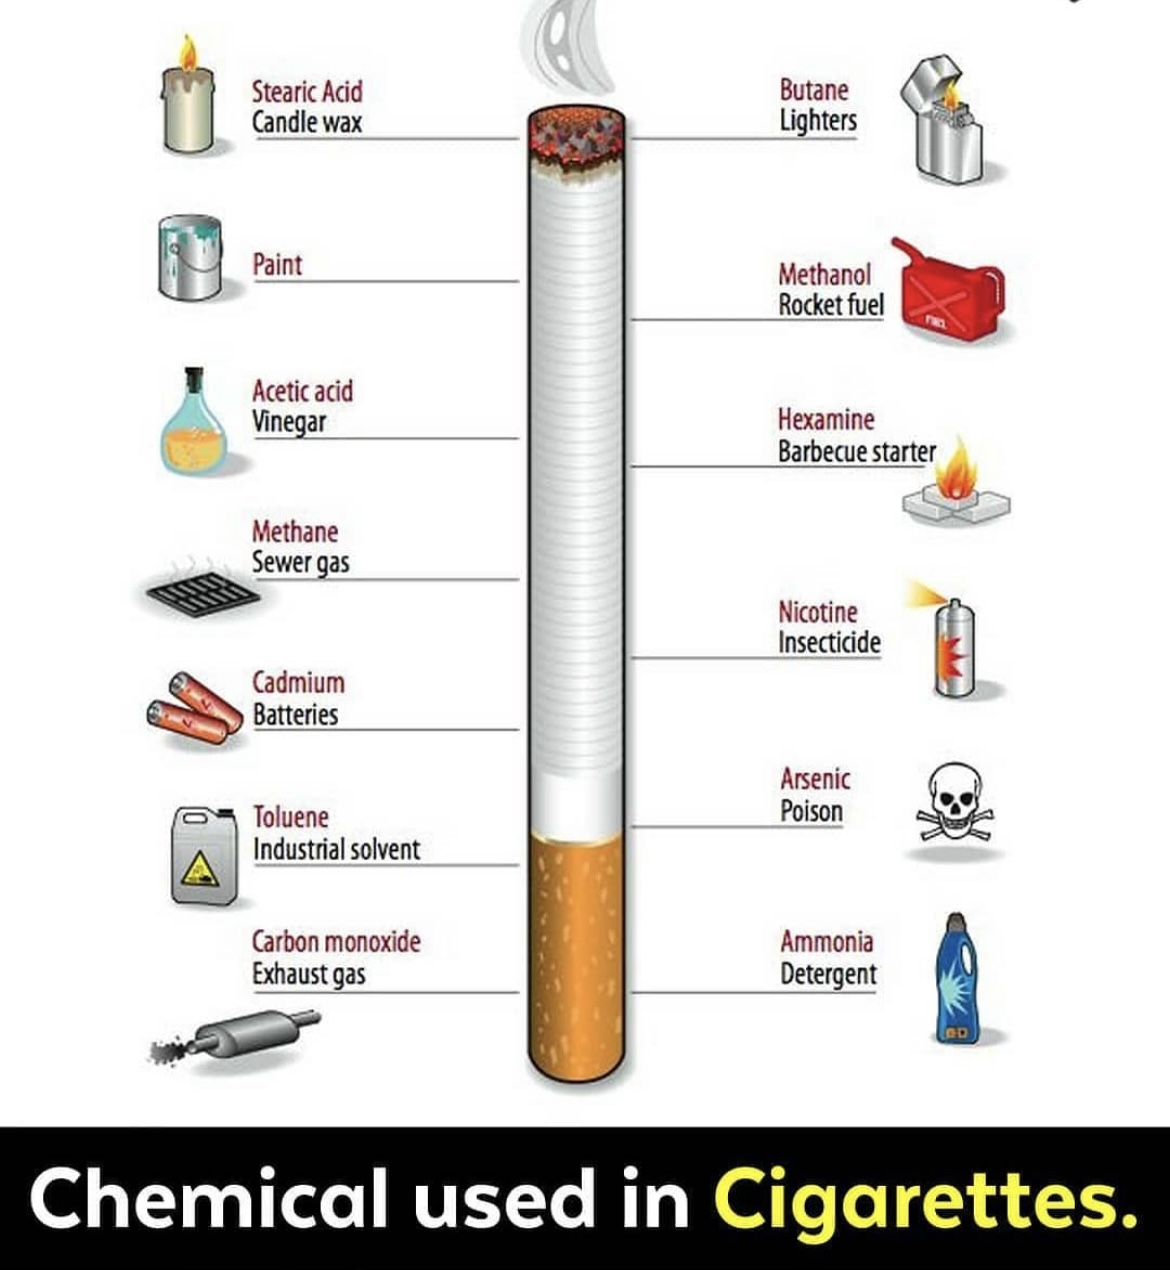 Stearic Acid
Candle wax
Butane
Lighters
Paint
Methanol
Rocket fuel
FUEL
Acetic acid
Vinegar
Hexamine
Barbecue starter
Methane
Sewer gas
Nicotine
Insecticide
Cadmium
Batteries
Arsenic
Poison
Toluene
Industrial solvent
Carbon monoxide
Exhaust gas
Ammonia
Detergent
Chemical used in Cigarettes.